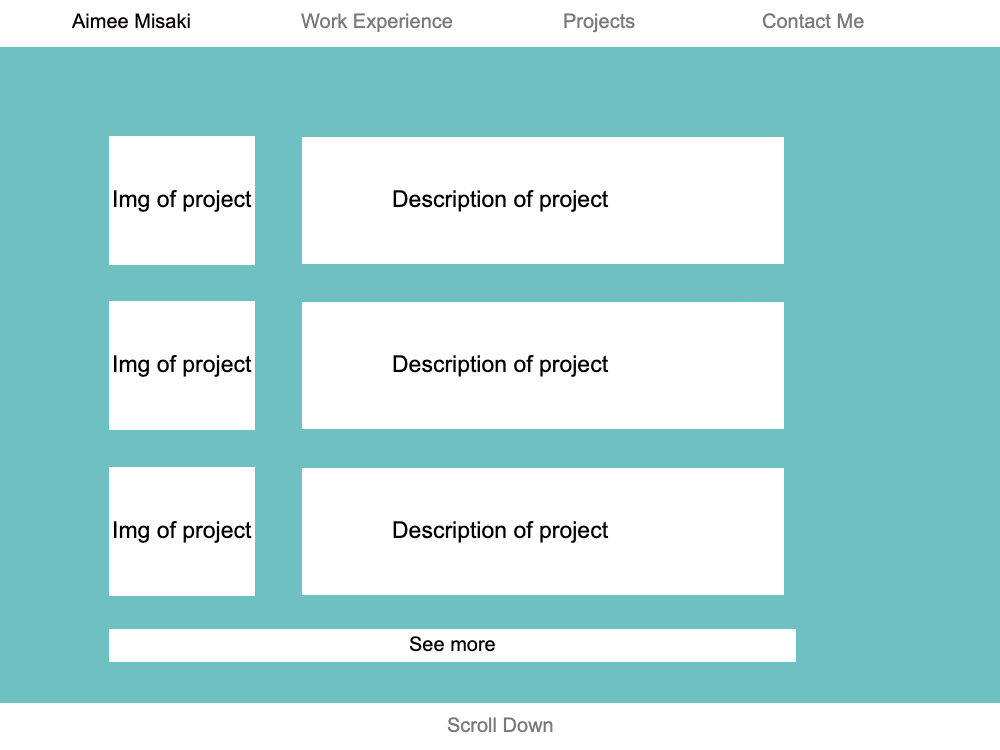 Aimee Misaki Work Experience Projects Contact Me
Img of project Description of project
Img of project Description of project
Img of project Description of project
See more
Scroll Down